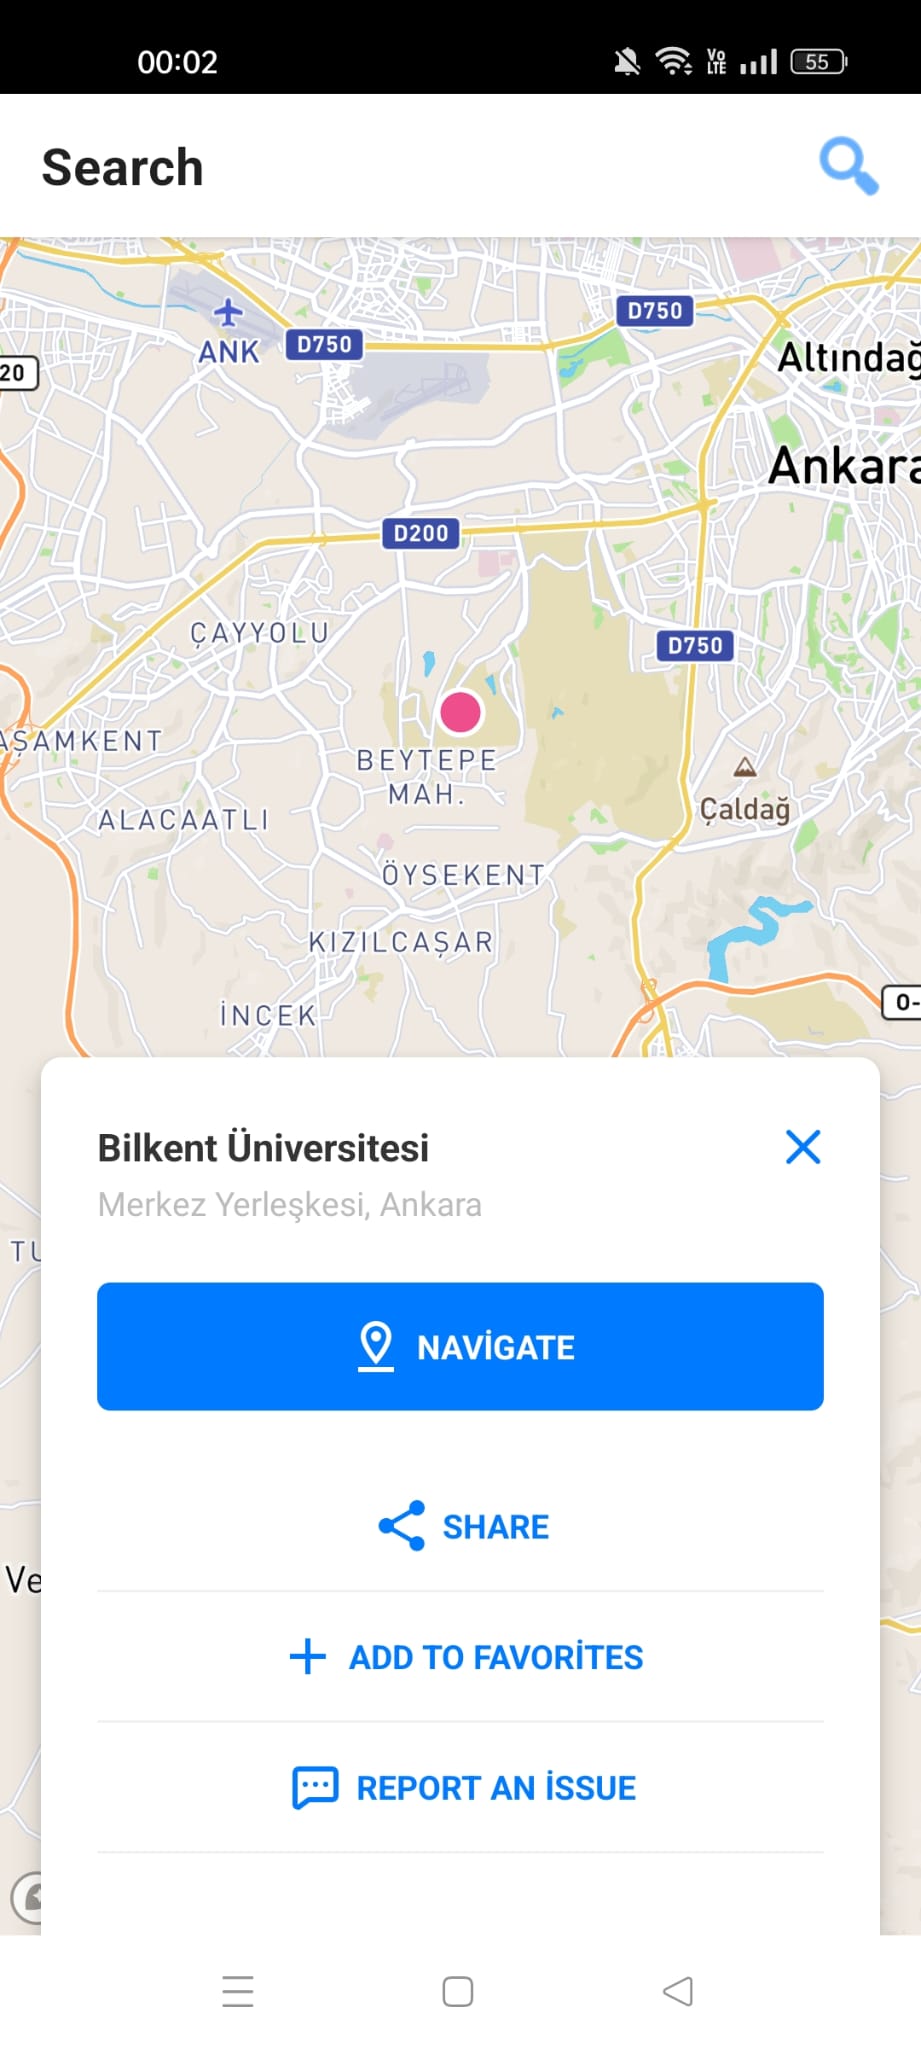 00:02
Vo
LTE
55
Search
D750
ANK
D750
20
Altındağ
Ankara
D200
ÇAYYOLU
D750
AŞAMKENT
BEYTEPE
MAH.
Çaldağ
ALACAATLI
ÖYSEKENT
KIZILCAŞAR
O-
İNCEK
Bilkent Üniversitesi
Merkez Yerleşkesi, Ankara
TU
NAVİGATE
SHARE
Ve
ADD TO FAVORİTES
REPORT AN İSSUE